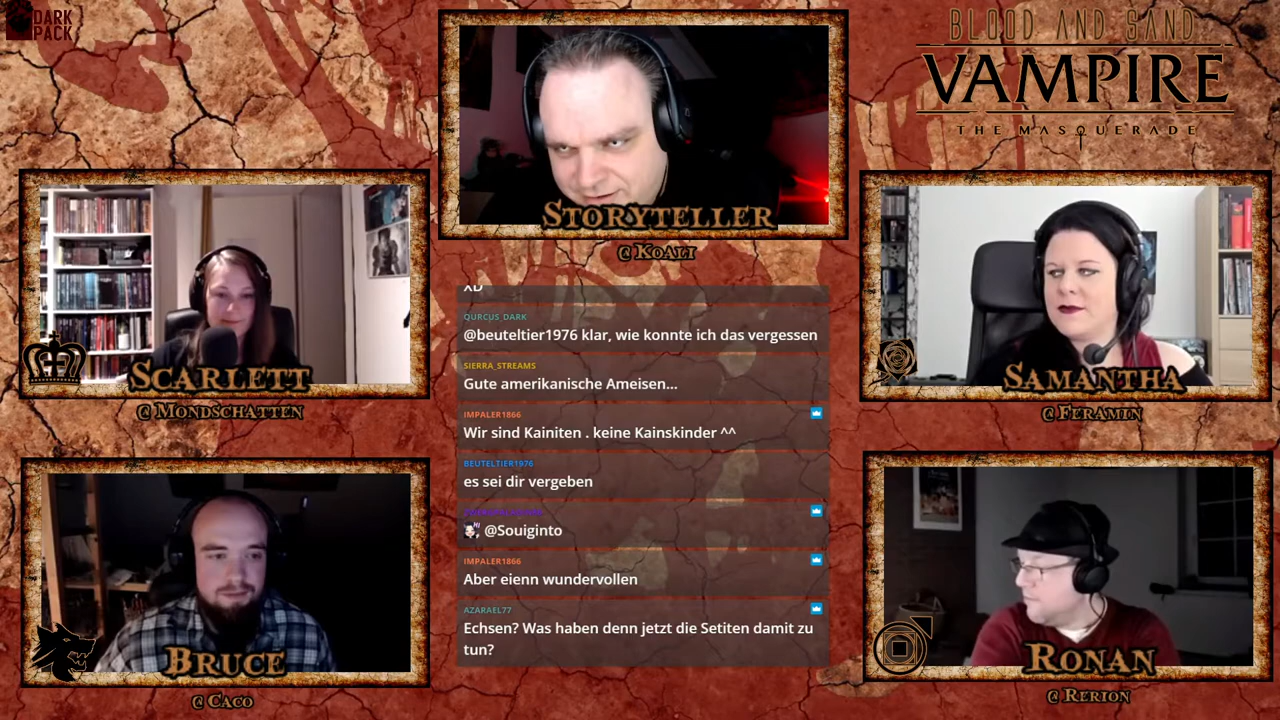 DARK
PACK
BLOOD AND SAND
VAMPIRE
THE MASQUERADE
STORYTELLER
@ KOALI
SCARLETT
@ MONDSCHATTEN
SAMANTHA
@ FERAMIN
XD
QURCUS_DARK
@beuteltier1976 klar, wie konnte ich das vergessen
SIERRA_STREAMS
Gute amerikanische Ameisen...
IMPALER1866
Wir sind Kainiten . keine Kainskinder ^^
BEUTELTIER1976
es sei dir vergeben
@Souiginto
IMPALER1866
Aber eienn wundervollen
AZARAEL77
Echsen? Was haben denn jetzt die Setiten damit zu
tun?
BRUCE
@ CACO
RONAN
@ RERION